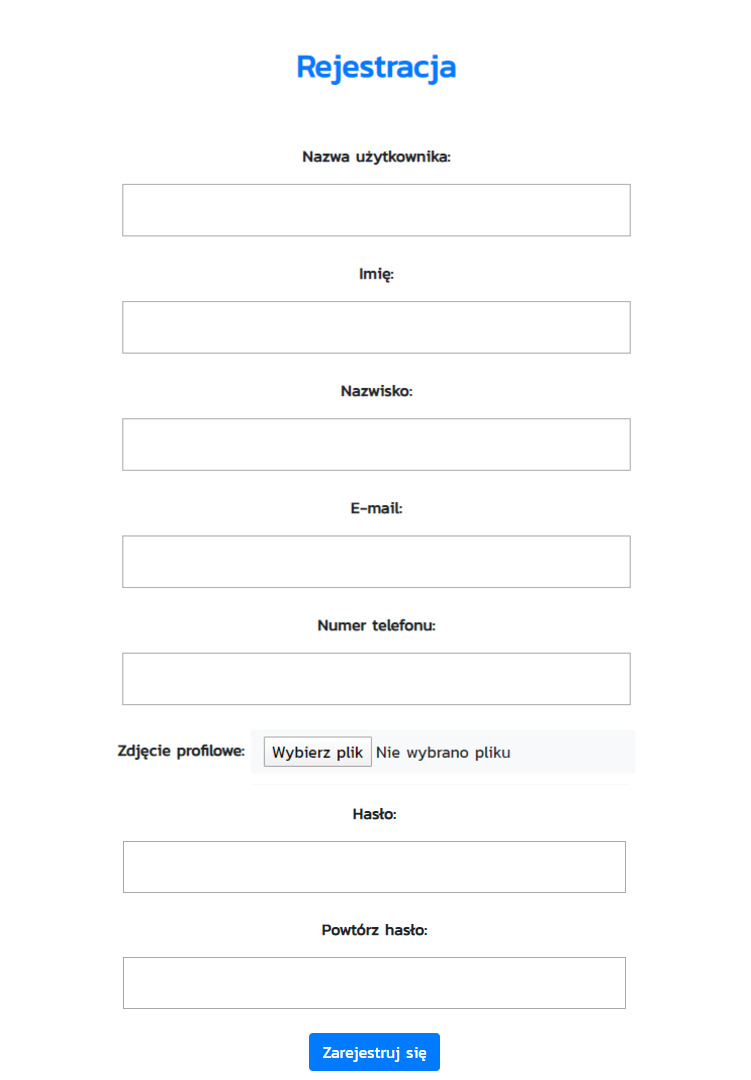 Rejestracja
Nazwa użytkownika:
Imię:
Nazwisko:
E-mail:
Numer telefonu:
Zdjęcie profilowe: Wybierz plik Nie wybrano pliku
Hasło:
Powtórz hasło:
Zarejestruj się